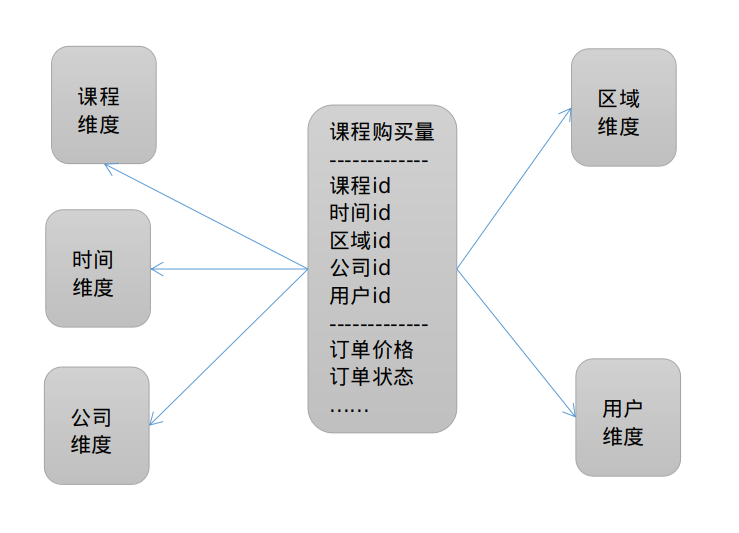 课程
维度
时间
维度
公司
维度
课程购买量
-------------
课程id
时间id
区域id
公司id
用户id
-------------
订单价格
订单状态
……
区域
维度
用户
维度